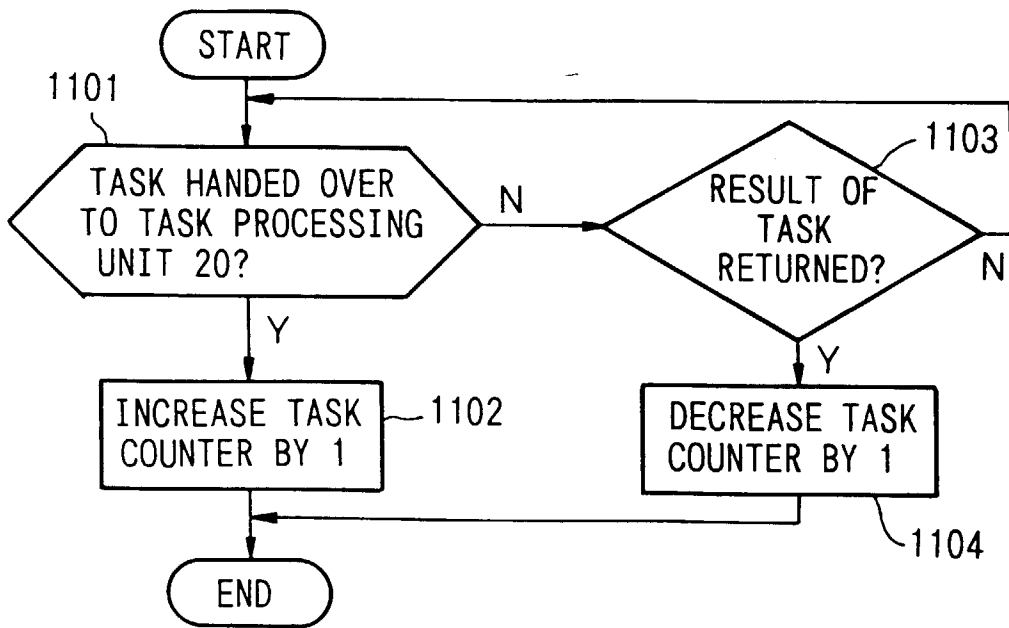 START
1101
TASK HANDED OVER
TO TASK PROCESSING
UNIT 20?
N
Y
1103
RESULT OF
TASK
RETURNED?
N
Y
INCREASE TASK
COUNTER BY 1
1102
DECREASE TASK
COUNTER BY 1
1104
END